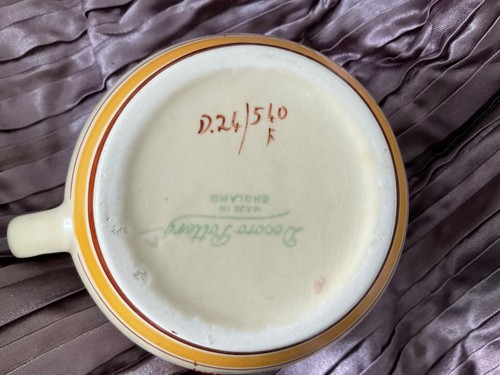 D.24/540
K
Decoro Pottery
MADE IN
ENGLAND